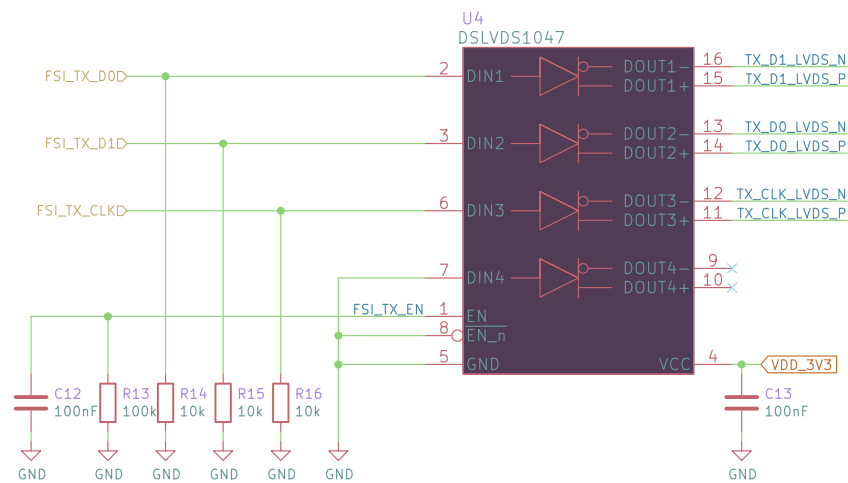 U4
DSLVDS1047
FSI_TX_D0 2 DIN1 DOUT1- 16 TX_D1_LVDS_N
DOUT1+ 15 TX_D1_LVDS_P
FSI_TX_D1 3 DIN2 DOUT2- 13 TX_D0_LVDS_N
DOUT2+ 14 TX_D0_LVDS_P
FSI_TX_CLK 6 DIN3 DOUT3- 12 TX_CLK_LVDS_N
DOUT3+ 11 TX_CLK_LVDS_P
7 DIN4 DOUT4- 9
DOUT4+ 10
FSI_TX_EN 1 EN
8 EN_n
5 GND VCC 4 VDD_3V3
C12 R13 R14 R15 R16 C13
100nF 100k 10k 10k 10k 100nF
GND GND GND GND GND GND GND